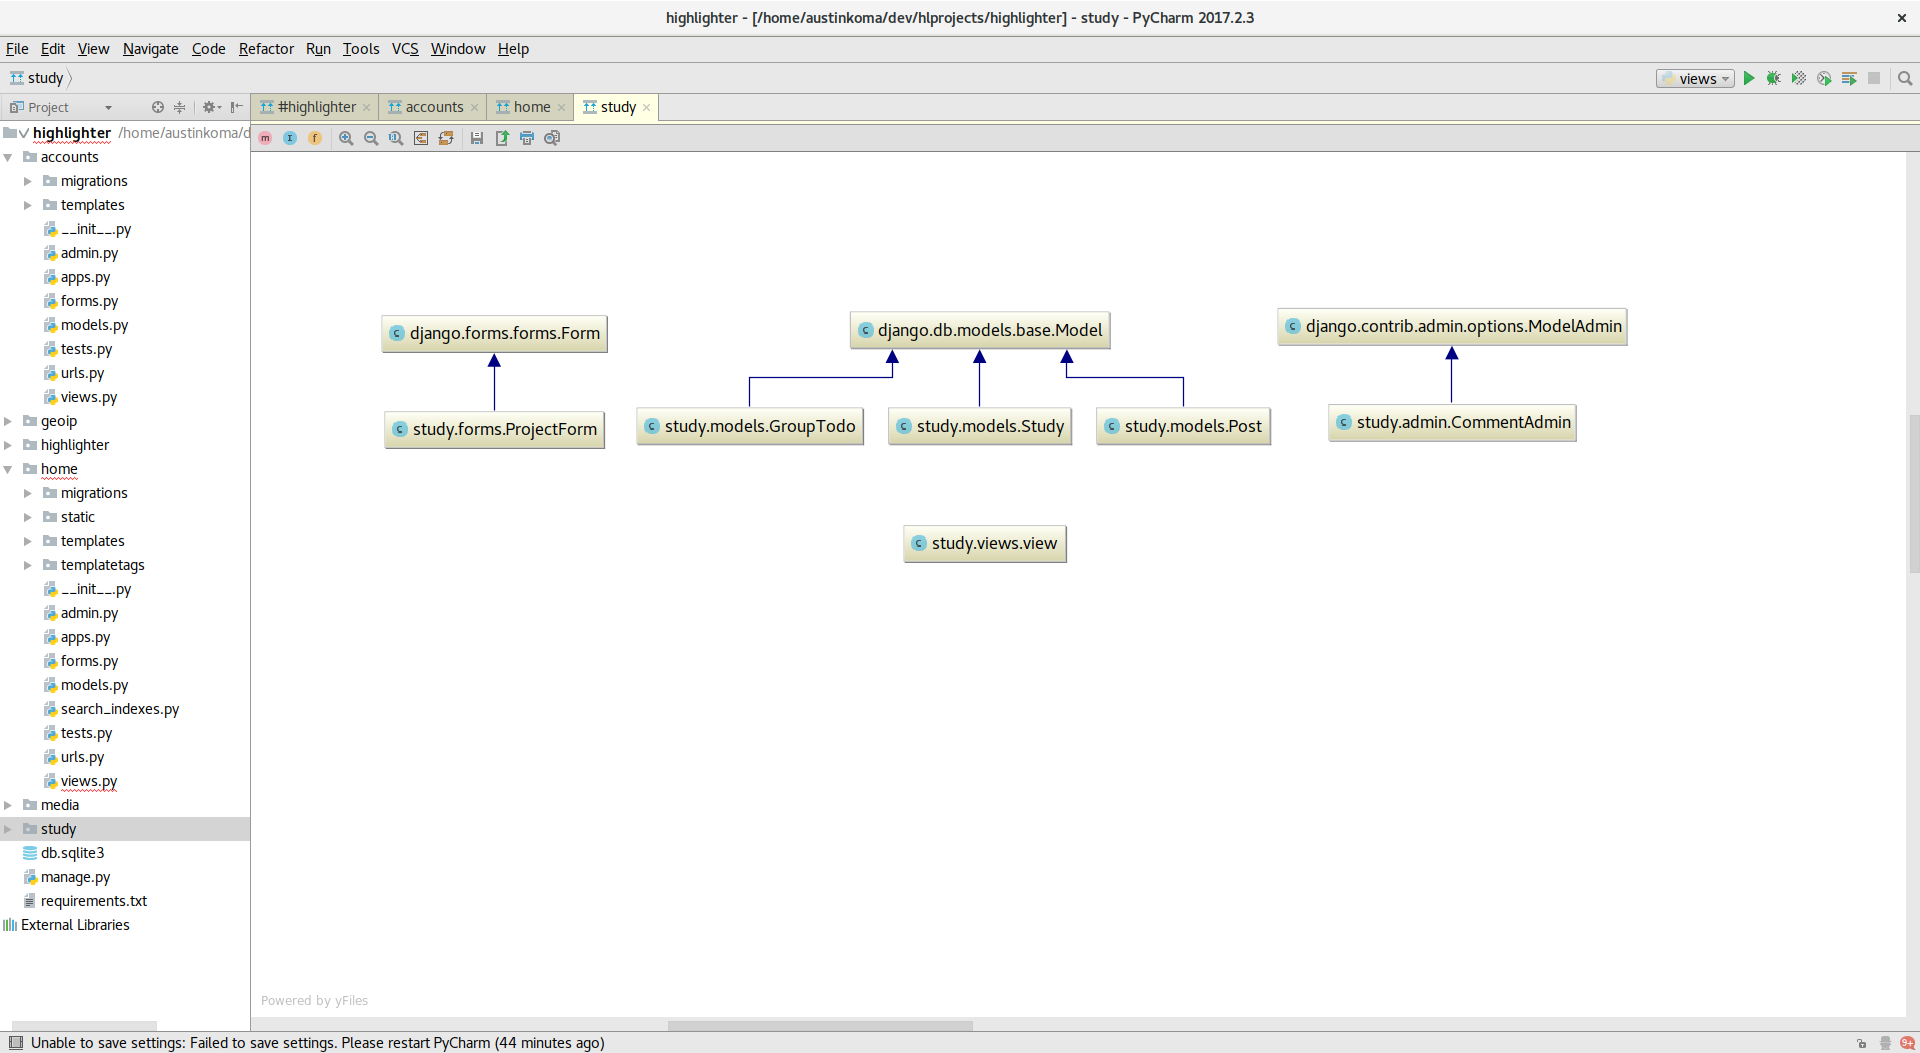 highlighter - [/home/austinkoma/dev/hlprojects/highlighter] - study - PyCharm 2017.2.3
File Edit View Navigate Code Refactor Run Tools VCS Window Help
study
views
Project
#highlighter
accounts
home
study
m I f
highlighter /home/austinkoma/d
accounts
migrations
templates
__init__.py
admin.py
apps.py
forms.py
models.py
tests.py
urls.py
views.py
geoip
highlighter
home
migrations
static
templates
templatetags
__init__.py
admin.py
apps.py
forms.py
models.py
search_indexes.py
tests.py
urls.py
views.py
media
study
db.sqlite3
manage.py
requirements.txt
External Libraries
C django.forms.forms.Form
C django.db.models.base.Model
C django.contrib.admin.options.ModelAdmin
C study.forms.ProjectForm
C study.models.GroupTodo
C study.models.Study
C study.models.Post
C study.admin.CommentAdmin
C study.views.view
Powered by yFiles
Unable to save settings: Failed to save settings. Please restart PyCharm (44 minutes ago)
9+